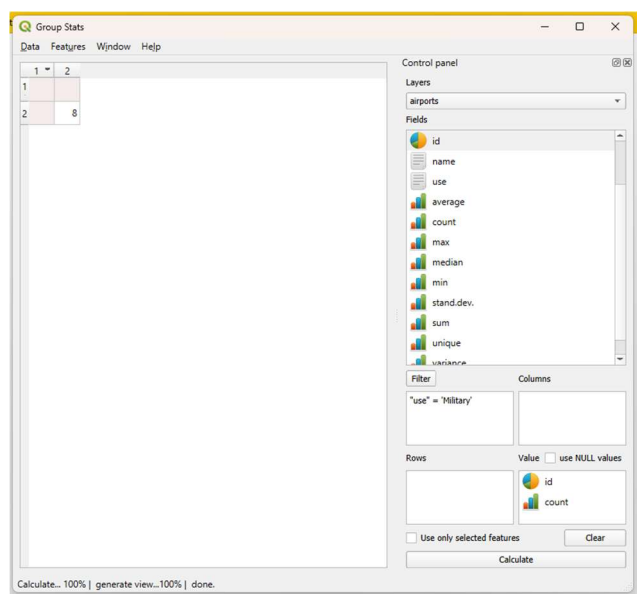 Group Stats
Data Features Window Help
Control panel
Layers
airports
Fields
id
name
use
average
count
max
median
min
stand.dev.
sum
unique
variance
Filter Columns
"use" = 'Military'
Rows Value use NULL values
id
count
Use only selected features Clear
Calculate
1 2
1
2 8
Calculate... 100% | generate view...100% | done.